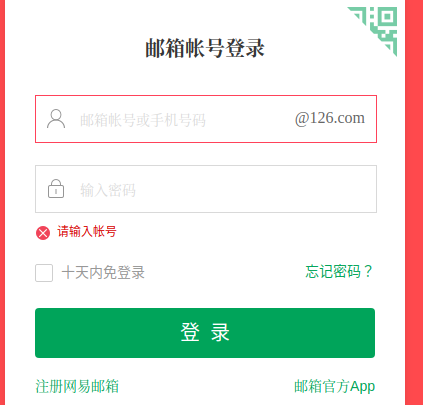 邮箱帐号登录
邮箱帐号或手机号码 @126.com
输入密码
请输入帐号
十天内免登录 忘记密码？
登 录
注册网易邮箱 邮箱官方App